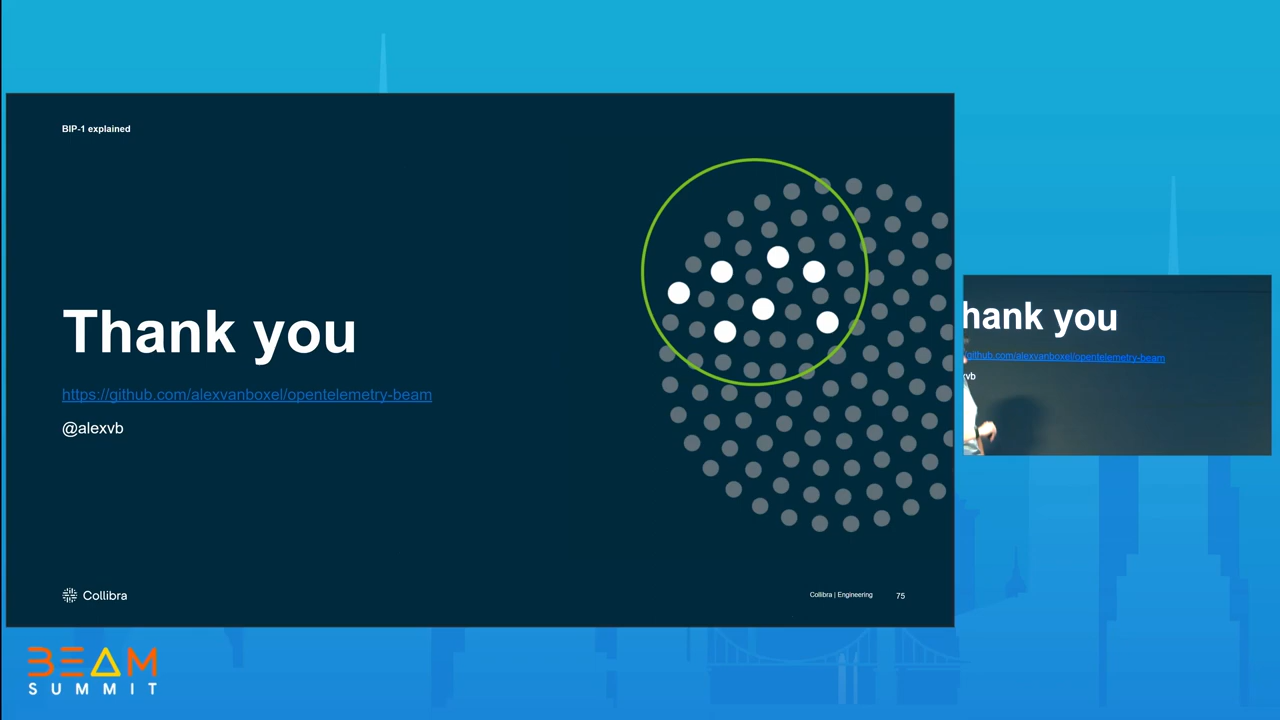 BIP-1 explained
Thank you
https://github.com/alexvanboxel/opentelemetry-beam
@alexvb
Collibra
Collibra | Engineering
75
hank you
github.com/alexvanboxel/opentelemetry-beam
vb
BEAM
SUMMIT